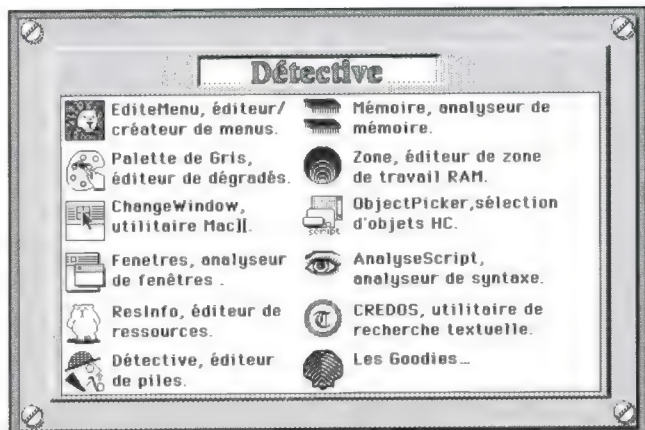 Détective
EditeMenu, éditeur/
créateur de menus.
Palette de Gris,
éditeur de dégradés.
ChangeWindow,
utilitaire Mac][.
Fenetres, analyseur
de fenêtres .
ResInfo, éditeur de
ressources.
Détective, éditeur
de piles.
Mémoire, analyseur de
mémoire.
Zone, éditeur de zone
de travail RAM.
ObjectPicker,sélection
d'objets HC.
script
AnalyseScript,
analyseur de syntaxe.
CREDOS, utilitaire de
recherche textuelle.
Les Goodies...